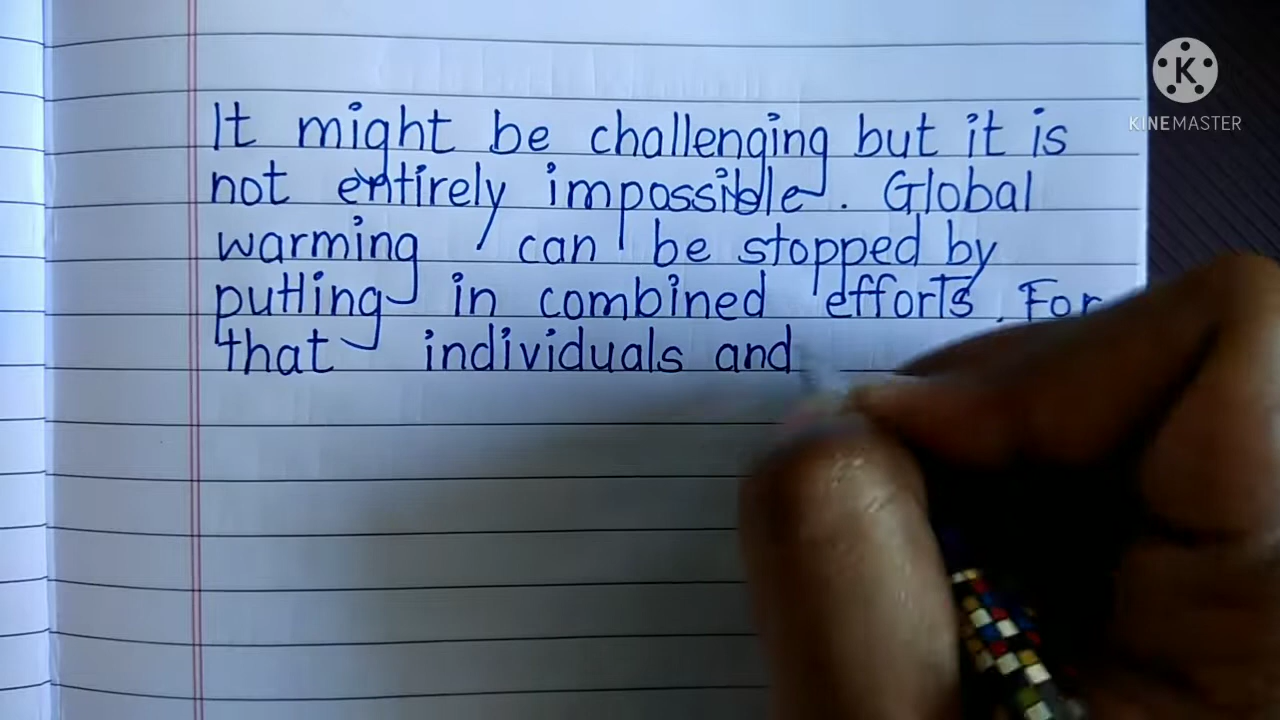 It might be challenging but it is
not entirely impossible. Global
warming can be stopped by
putting in combined efforts. For
that individuals and
KINEMASTER